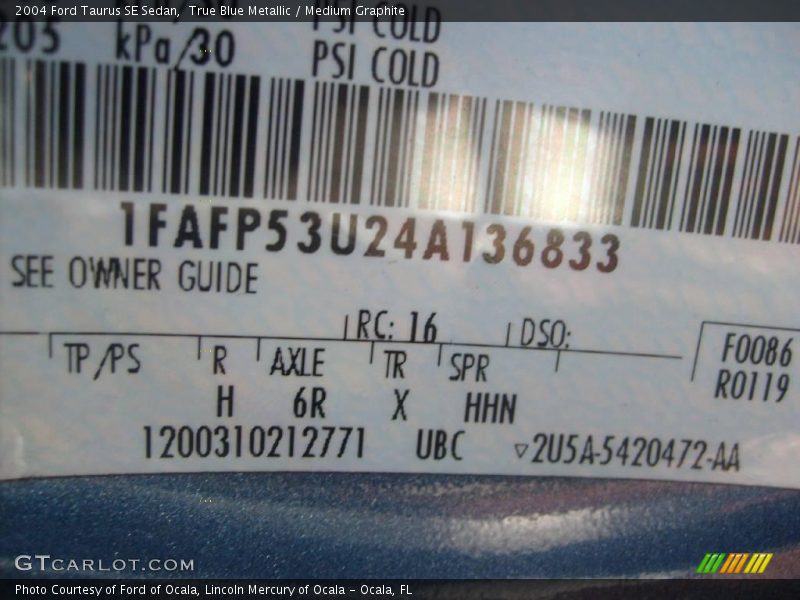 2004 Ford Taurus SE Sedan,  True Blue Metallic / Medium Graphite
205 kPa/30 PSI COLD
PSI COLD
1FAFP53U24A136833
SEE OWNER GUIDE
RC: 16 DSO:
TP/PS R AXLE TR SPR F0086
H 6R X HHN R0119
1200310212771 UBC ▽2U5A-5420472-AA
GTCARLOT.COM
Photo Courtesy of Ford of Ocala, Lincoln Mercury of Ocala - Ocala, FL